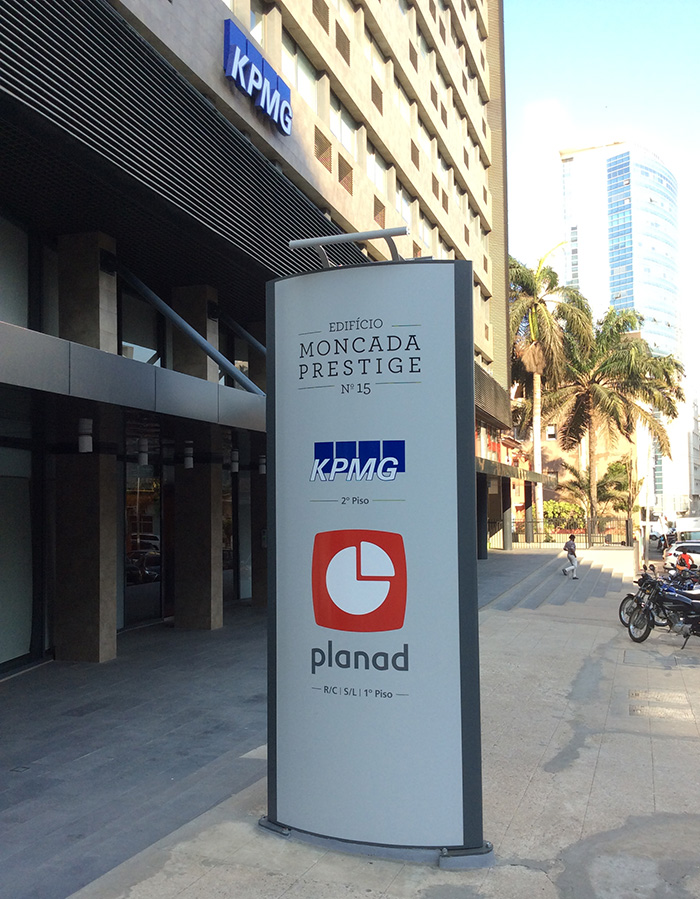 KPMG
EDIFÍCIO
MONCADA
PRESTIGE
Nº 15
KPMG
2º Piso
planad
R/C | S/L | 1º Piso